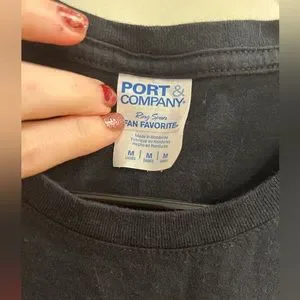 PORT &
COMPANY®
Ring Spun
FAN FAVORITE
Made in Honduras
M | M | M